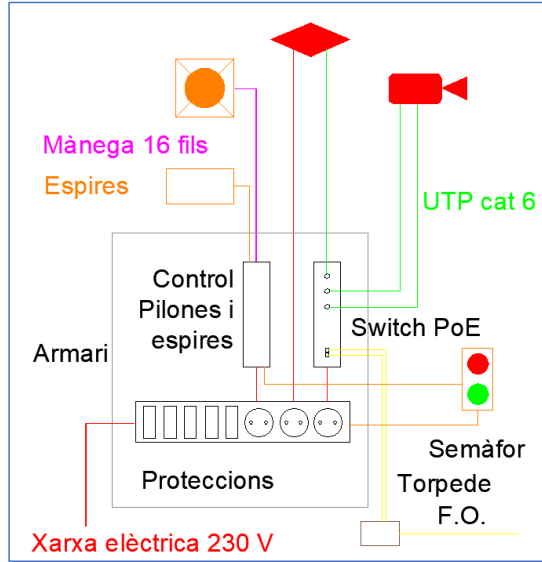 Mànega 16 fils
Espires
UTP cat 6
Control
Pilones i
espires
Switch PoE
Armari
Semàfor
Proteccions
Torpede
F.O.
Xarxa elèctrica 230 V